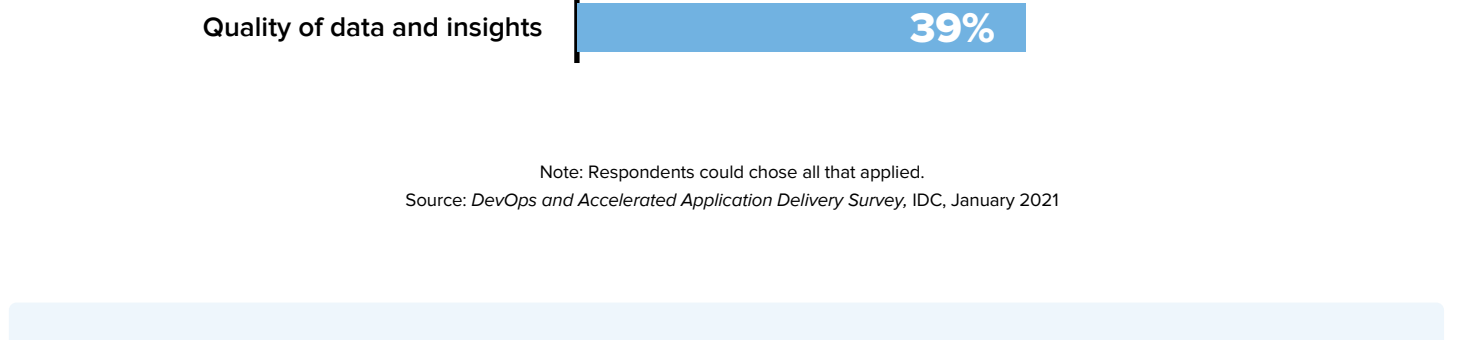 Quality of data and insights 39%
Note: Respondents could chose all that applied.
Source: DevOps and Accelerated Application Delivery Survey, IDC, January 2021